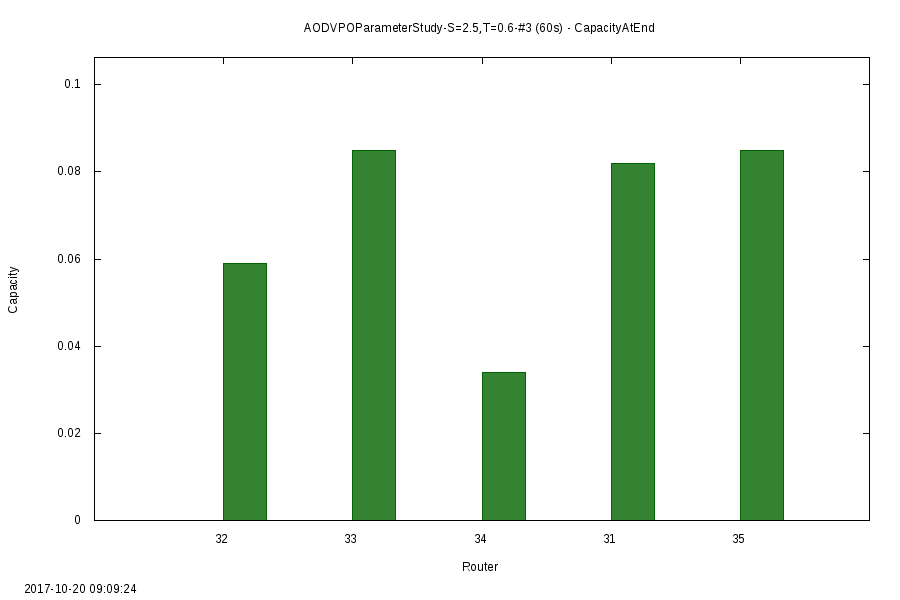 AODVPOParameterStudy-S=2.5,T=0.6-#3 (60s) - CapacityAtEnd
0.1
0.08
0.06
0.04
0.02
0
Capacity
32 33 34 31 35
Router
2017-10-20 09:09:24